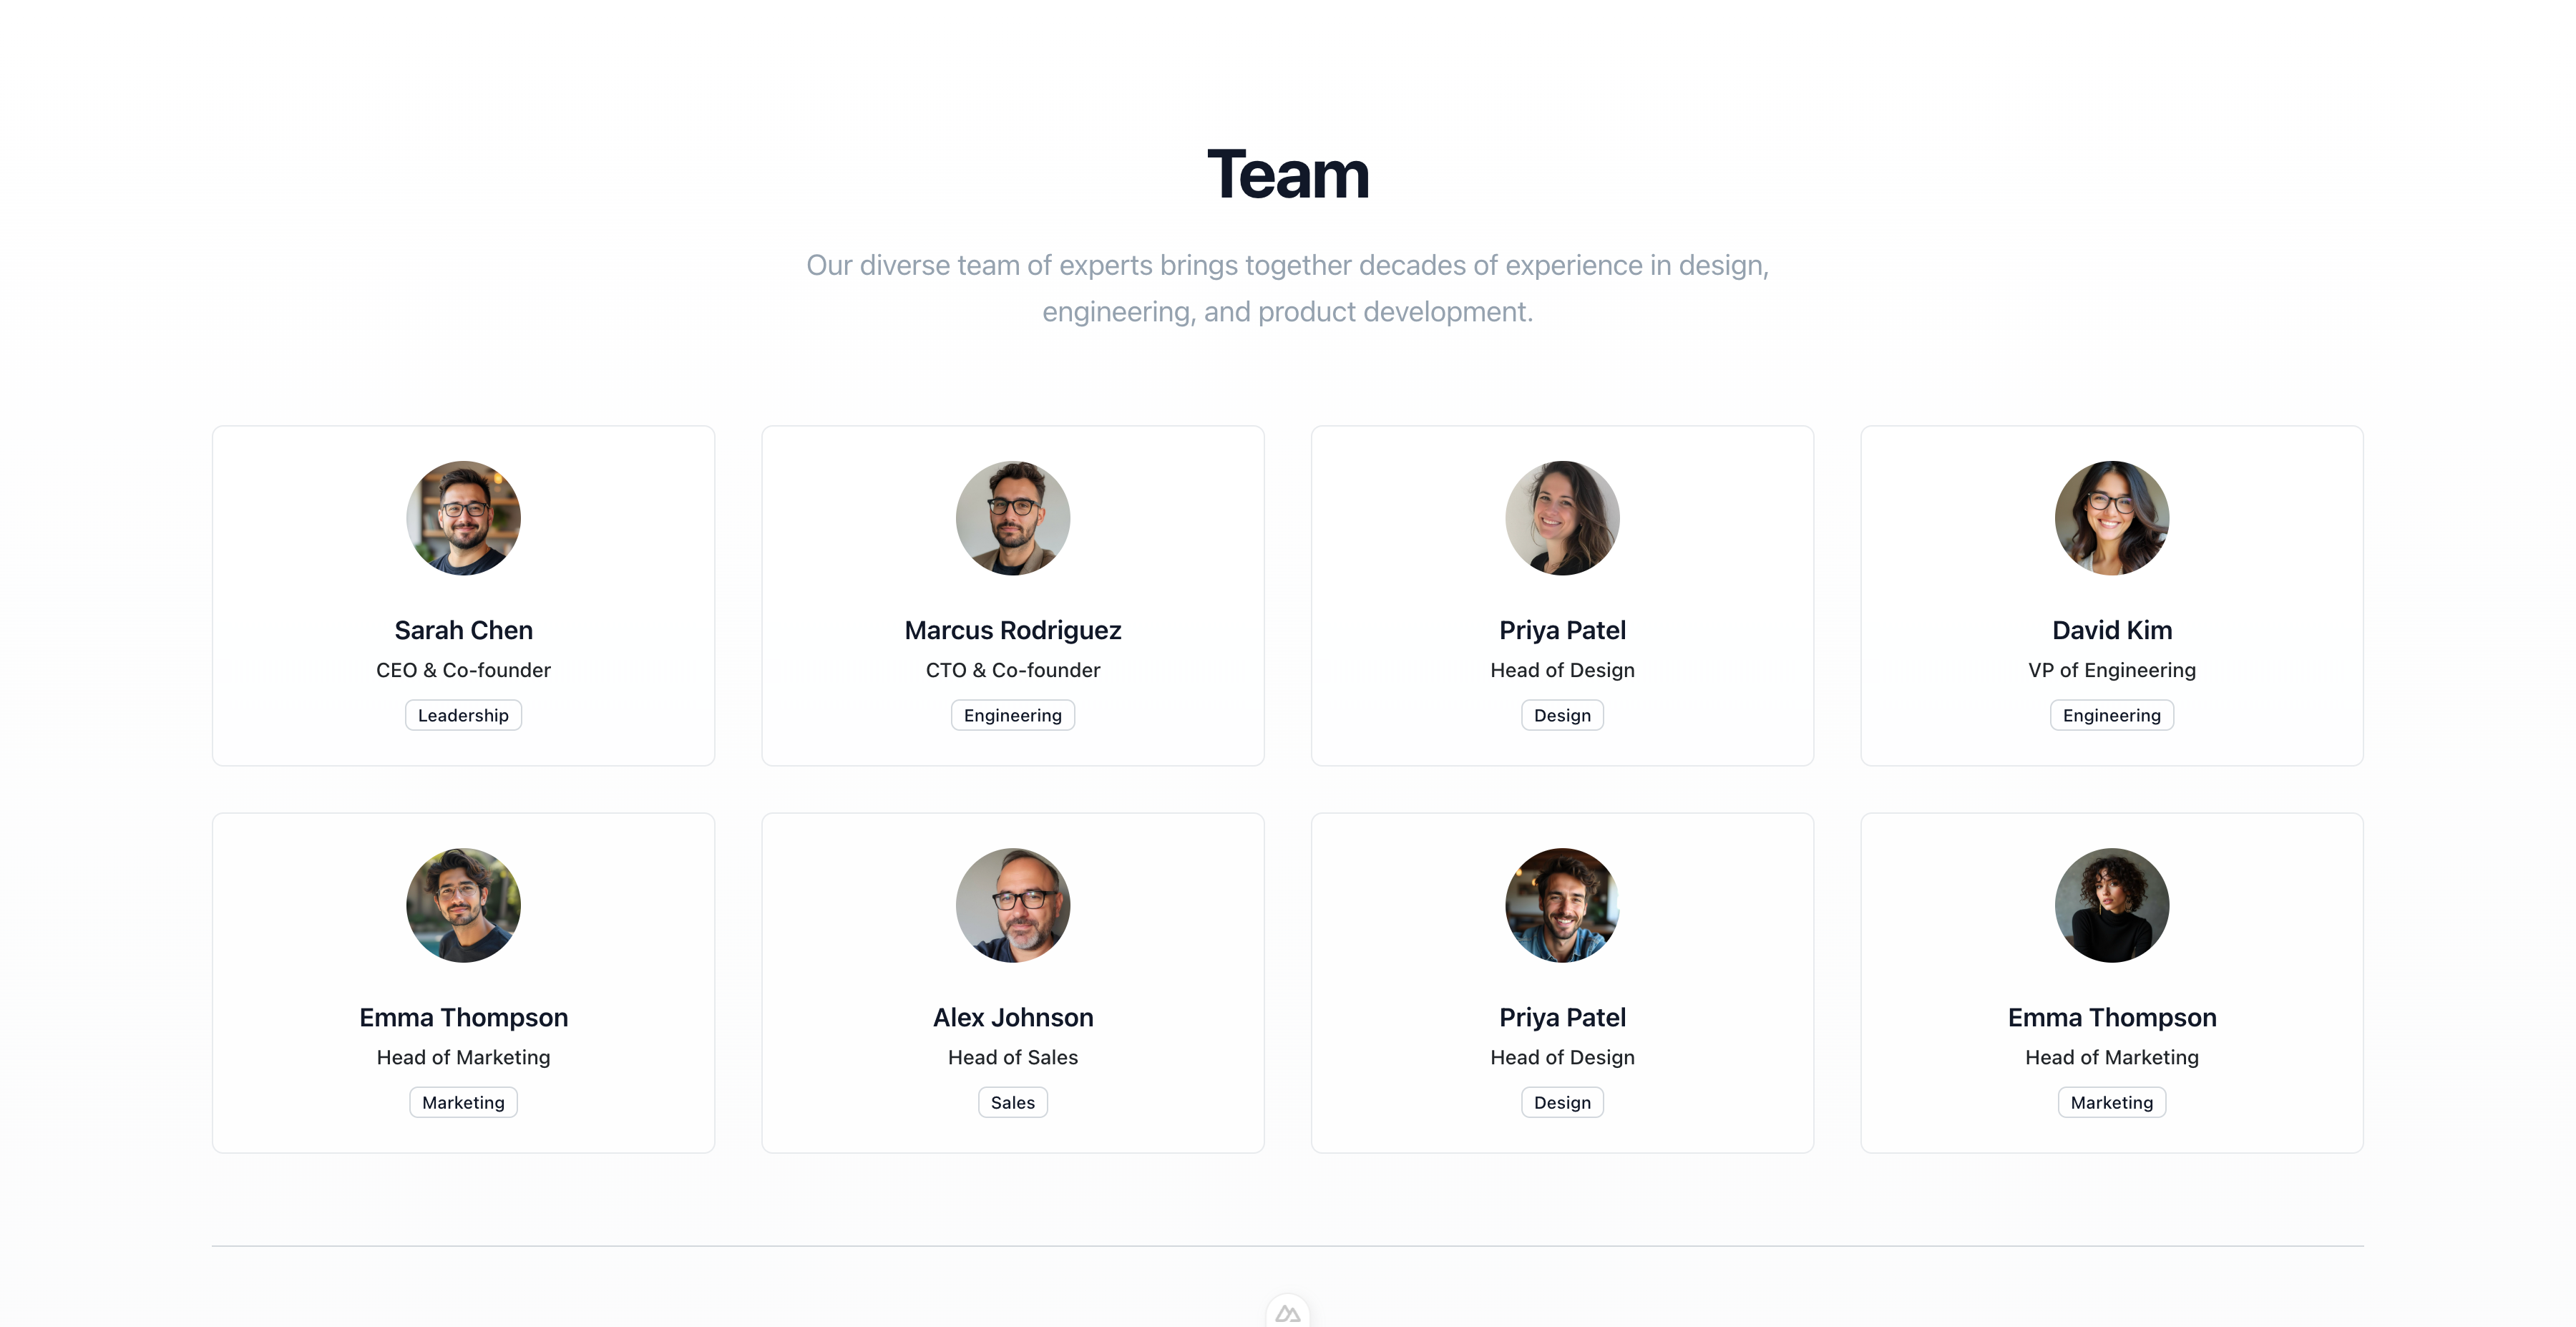 Team
Our diverse team of experts brings together decades of experience in design,
engineering, and product development.
Sarah Chen
CEO & Co-founder
Leadership
Marcus Rodriguez
CTO & Co-founder
Engineering
Priya Patel
Head of Design
Design
David Kim
VP of Engineering
Engineering
Emma Thompson
Head of Marketing
Marketing
Alex Johnson
Head of Sales
Sales
Priya Patel
Head of Design
Design
Emma Thompson
Head of Marketing
Marketing